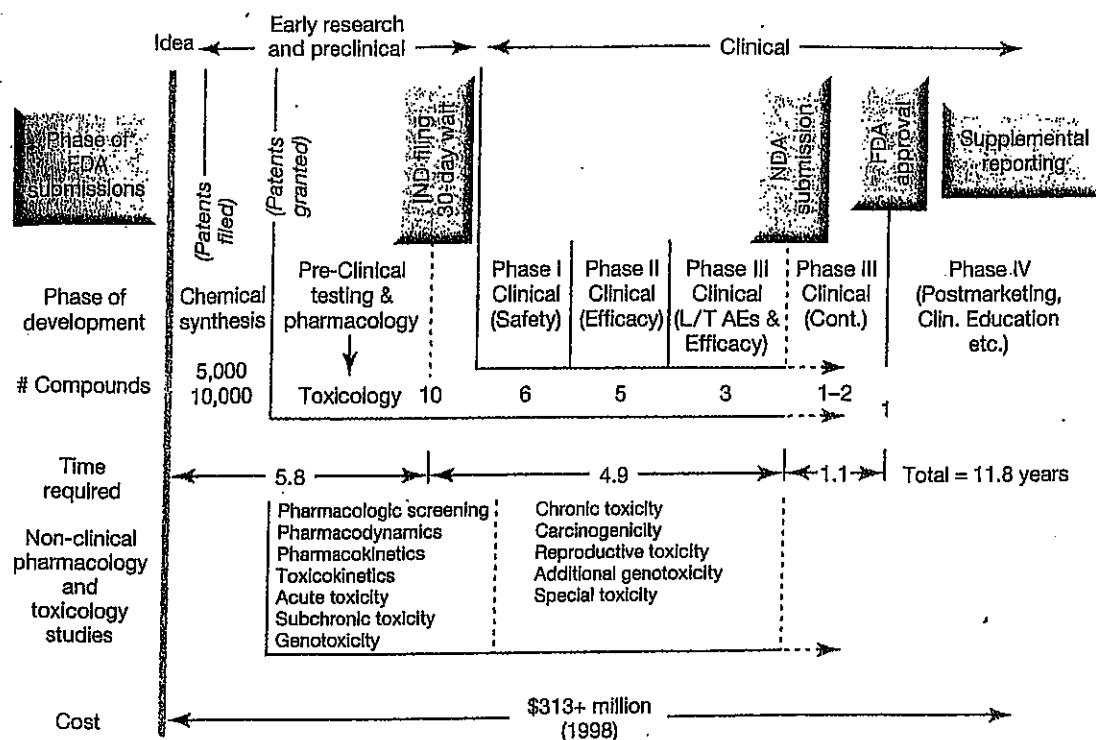 Early research
and preclinical
Idea
Clinical
Phase of
FDA
submissions
(Patents
filed)
(Patents
granted)
IND filing
30-day wait
NDA
submission
FDA
approval
Supplemental
reporting
Phase of
development
Chemical
synthesis
Pre-Clinical
testing &
pharmacology
Phase I
Clinical
(Safety)
Phase II
Clinical
(Efficacy)
Phase III
Clinical
(L/T AEs &
Efficacy)
Phase III
Clinical
(Cont.)
Phase IV
(Postmarketing,
Clin. Education
etc.)
# Compounds
5,000
10,000
Toxicology
10
6
5
3
1–2
1
Time
required
5.8
4.9
1.1
Total = 11.8 years
Non-clinical
pharmacology
and
toxicology
studies
Pharmacologic screening
Pharmacodynamics
Pharmacokinetics
Toxicokinetics
Acute toxicity
Subchronic toxicity
Genotoxicity
Chronic toxicity
Carcinogenicity
Reproductive toxicity
Additional genotoxicity
Special toxicity
Cost
$313+ million
(1998)